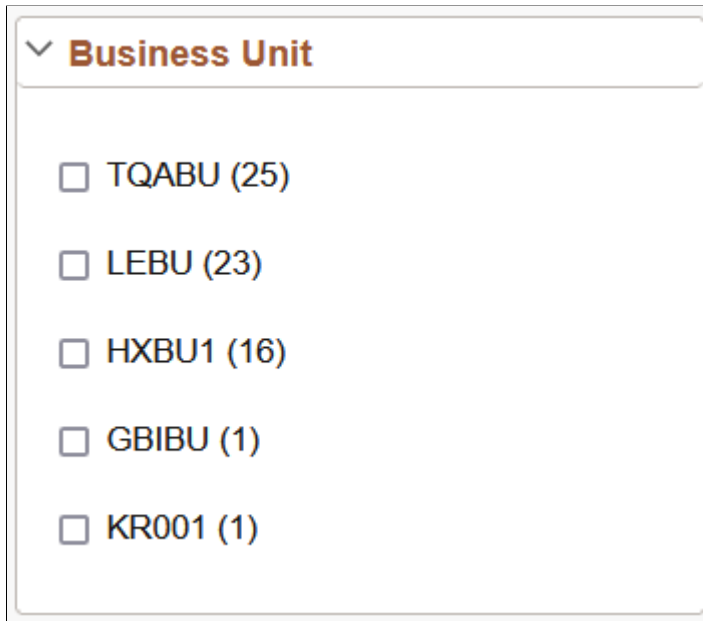 Business Unit
TQABU (25)
LEBU (23)
HXBU1 (16)
GBIBU (1)
KR001 (1)